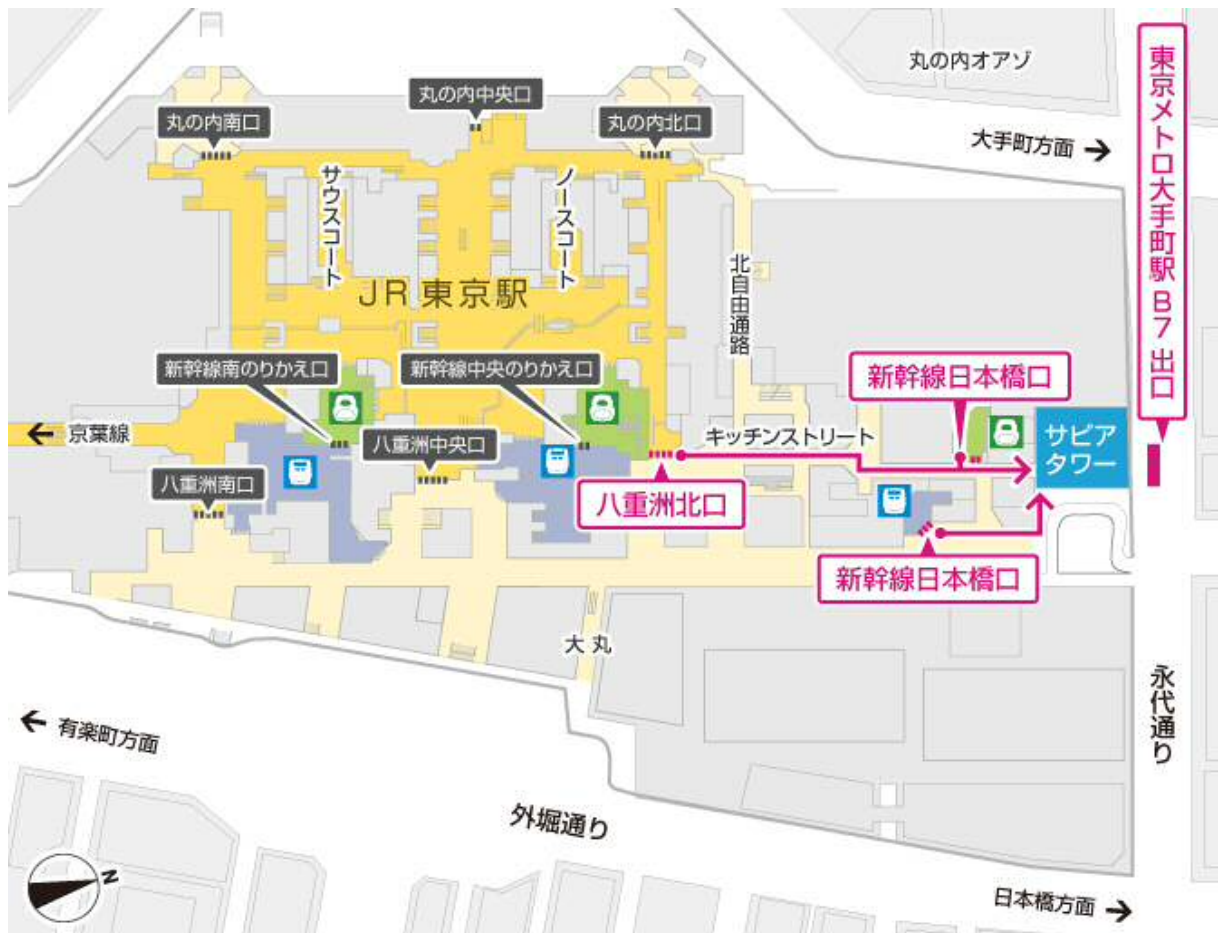 丸の内オアゾ
丸の内中央口
丸の内南口
丸の内北口
大手町方面
東京メトロ大手町駅 B7 出口
サウスコート
ノースコート
JR 東京駅
北自由通路
新幹線南のりかえ口
新幹線中央のりかえ口
新幹線日本橋口
京葉線
八重洲中央口
キッチンストリート
サピア
タワー
八重洲南口
八重洲北口
新幹線日本橋口
大丸
永代通り
有楽町方面
外堀通り
N
日本橋方面